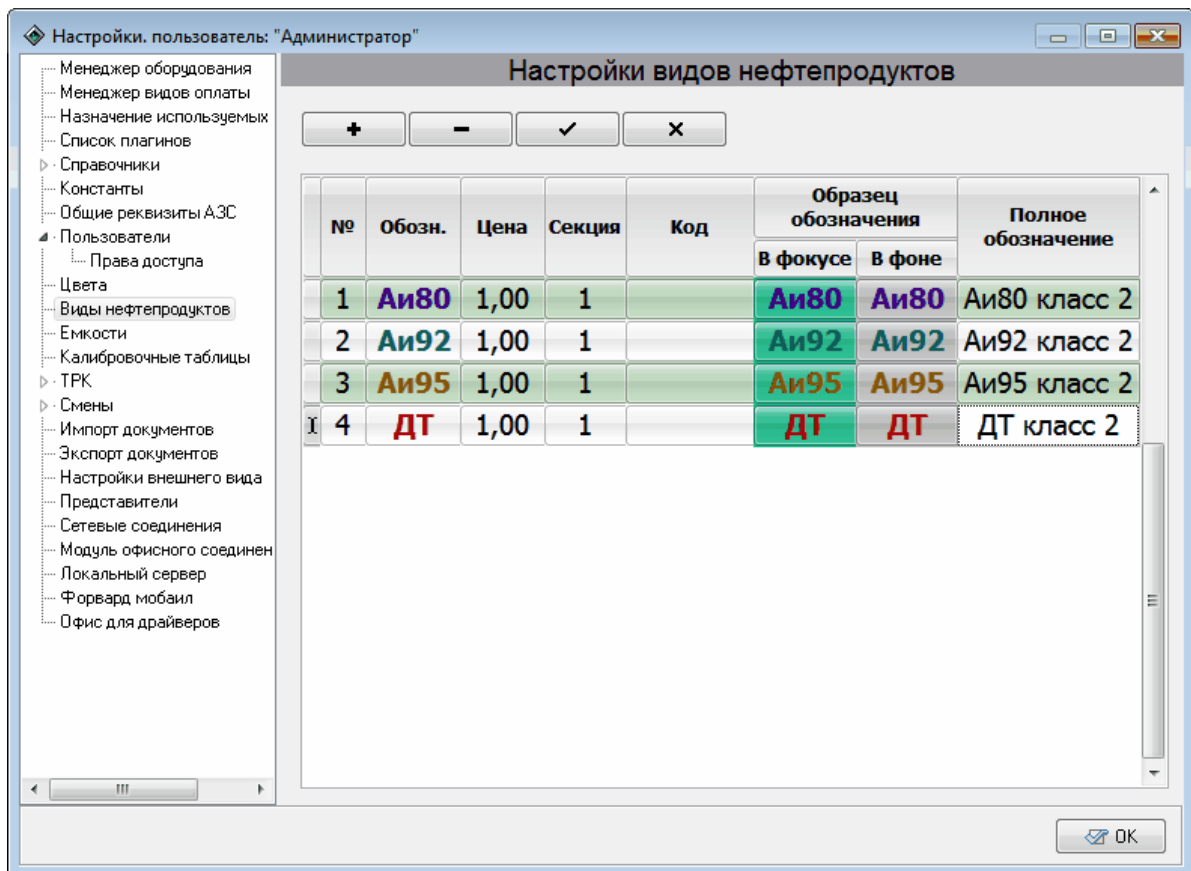 Настройки. пользователь: "Администратор"
Менеджер оборудования
Менеджер видов оплаты
Назначение используемых
Список плагинов
Справочники
Константы
Общие реквизиты АЗС
Пользователи
Права доступа
Цвета
Виды нефтепродуктов
Емкости
Калибровочные таблицы
ТРК
Смены
Импорт документов
Экспорт документов
Настройки внешнего вида
Представители
Сетевые соединения
Модуль офисного соединен
Локальный сервер
Форвард мобаил
Офис для драйверов
Настройки видов нефтепродуктов
№ Обозн. Цена Секция Код Образец обозначения Полное обозначение
В фокусе В фоне
1 Аи80 1,00 1 Аи80 Аи80 Аи80 класс 2
2 Аи92 1,00 1 Аи92 Аи92 Аи92 класс 2
3 Аи95 1,00 1 Аи95 Аи95 Аи95 класс 2
4 ДТ 1,00 1 ДТ ДТ ДТ класс 2
OK